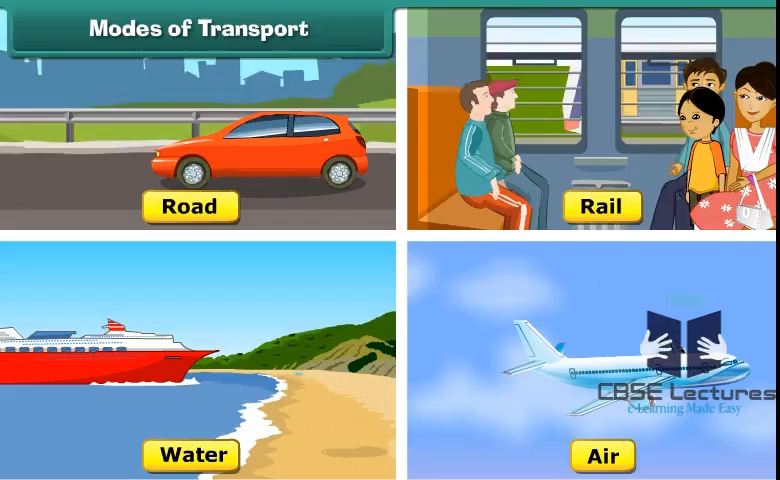 Modes of Transport
Road
Rail
Water
Air
CBSE Lectures
e-Learning Made Easy